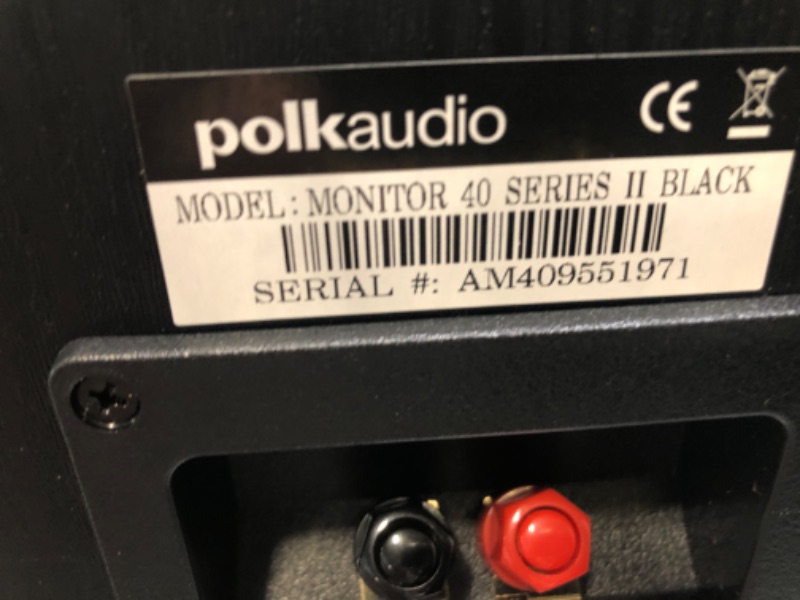 polkaudio CE
MODEL: MONITOR 40 SERIES II BLACK
SERIAL #: AM409551971